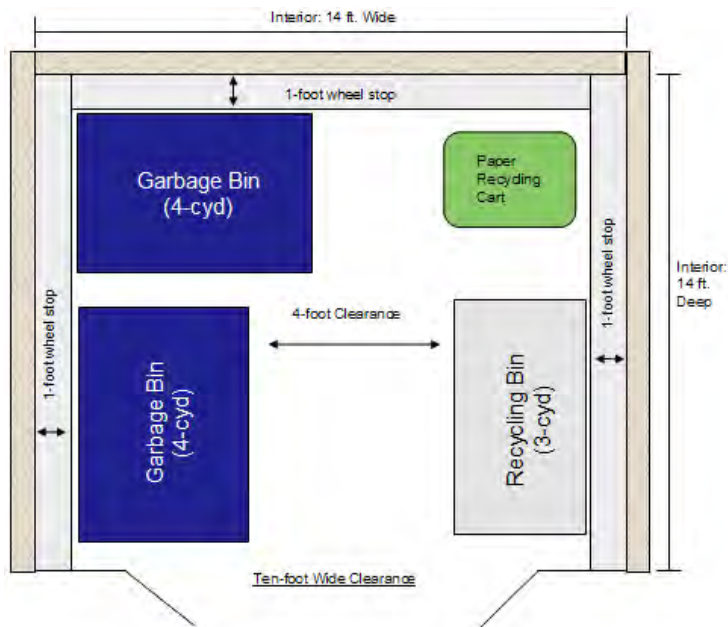 Interior: 14 ft. Wide
1-foot wheel stop
Garbage Bin
(4-cyd)
Paper
Recycling
Cart
1-foot wheel stop
Interior:
14 ft.
Deep
1-foot wheel stop
4-foot Clearance
Garbage Bin
(4-cyd)
Recycling Bin
(3-cyd)
Ten-foot Wide Clearance